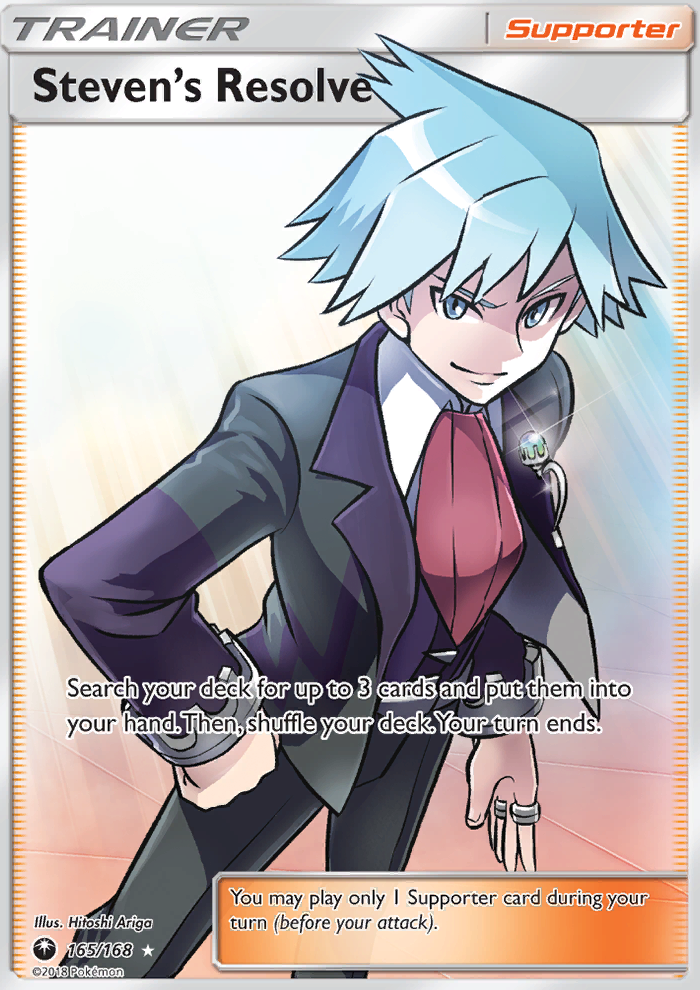 TRAINER
Supporter
Steven's Resolve
Search your deck for up to 3 cards and put them into
your hand. Then, shuffle your deck. Your turn ends.
You may play only 1 Supporter card during your
turn (before your attack).
Illus. Hitoshi Ariga
165/168 ★
©2018 Pokémon